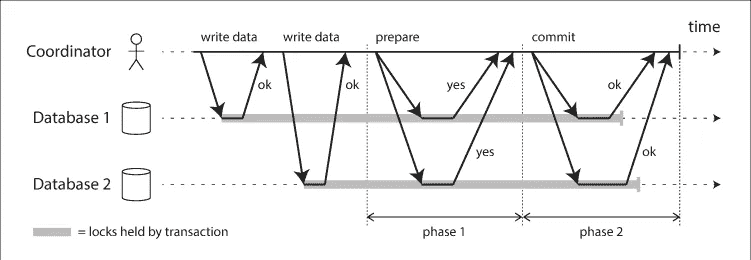 time
write data write data prepare commit
Coordinator
ok ok yes ok
Database 1
yes ok
Database 2
= locks held by transaction
phase 1 phase 2